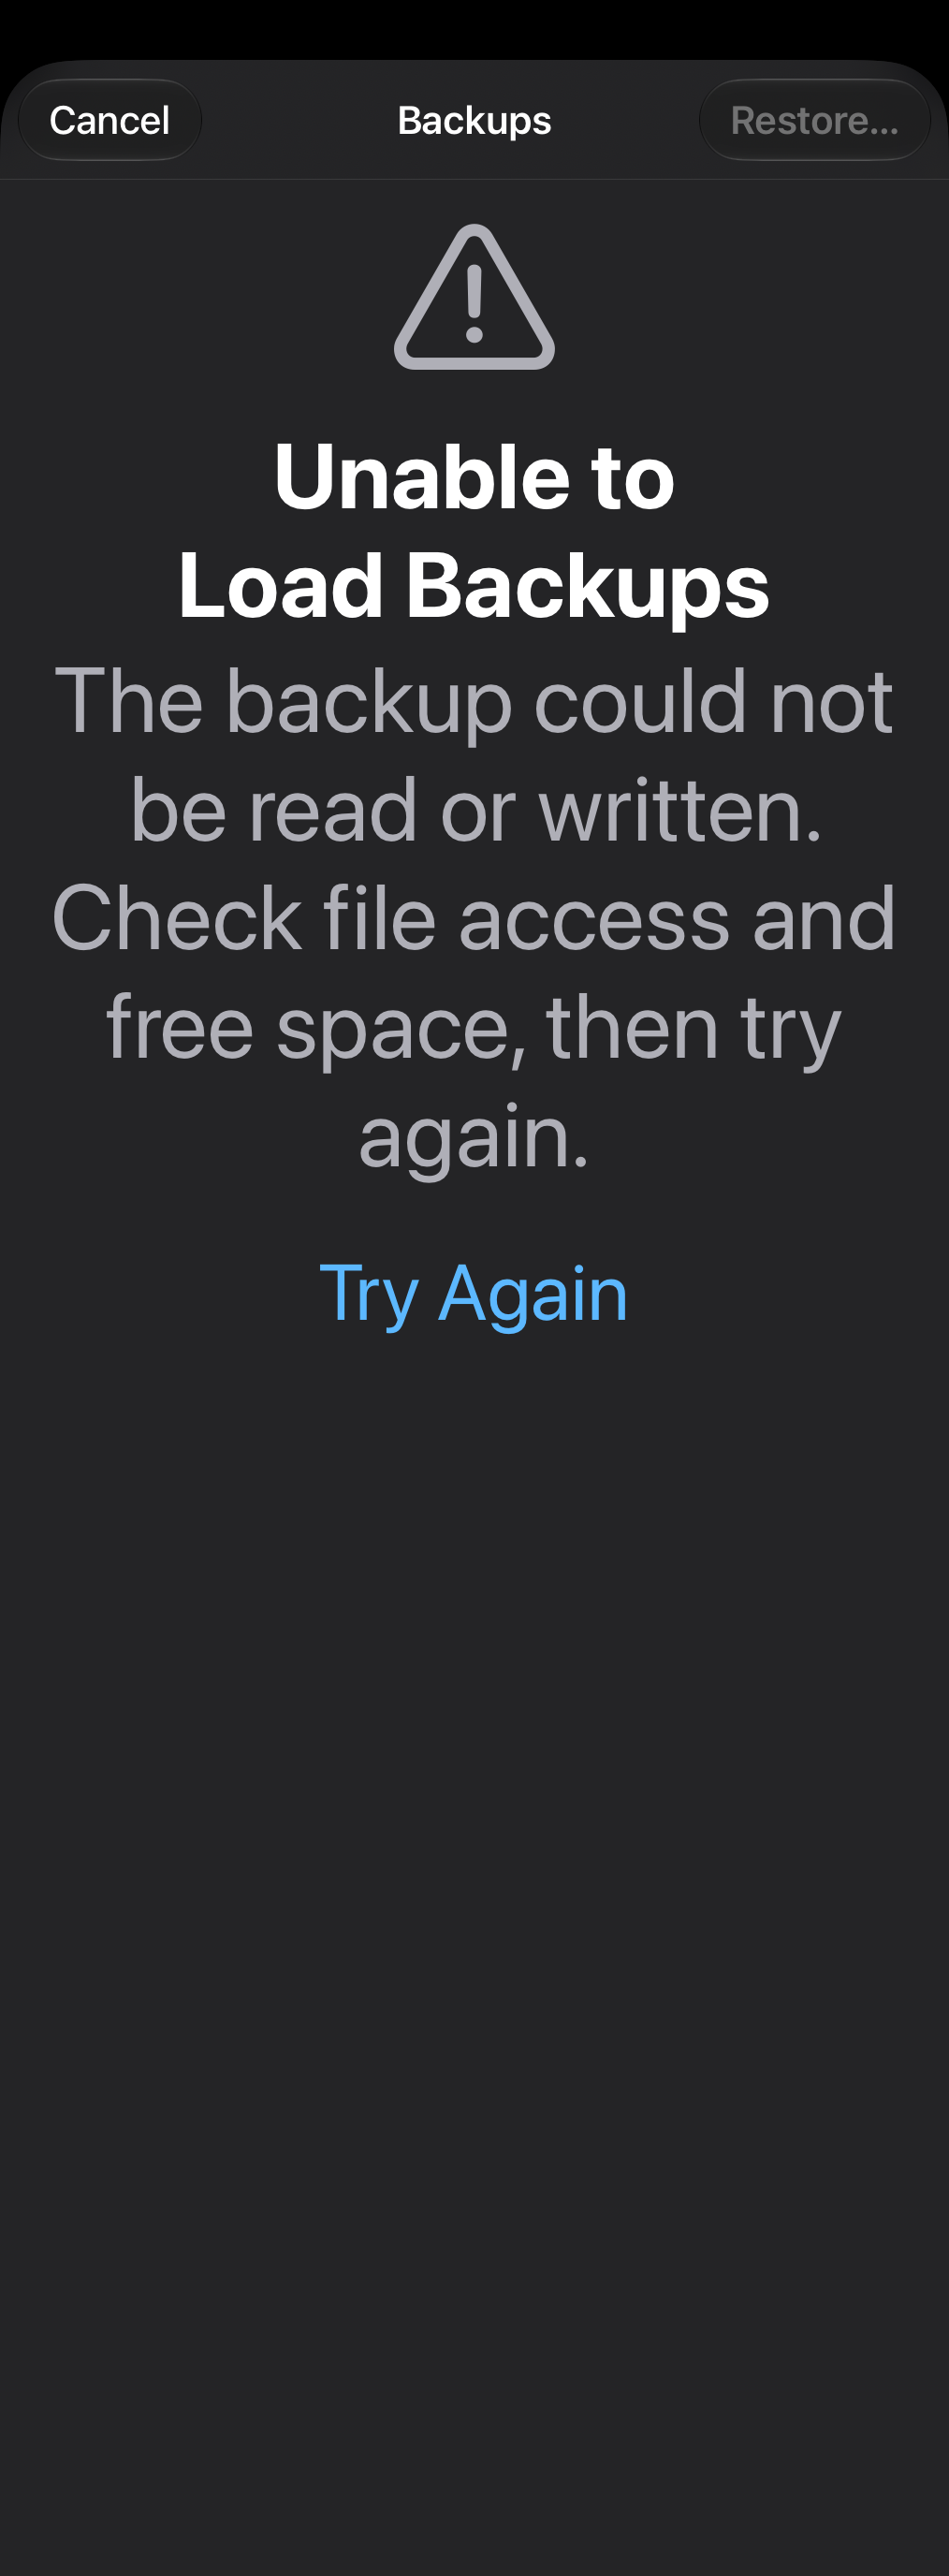 Cancel
Backups
Restore...
Unable to
Load Backups
The backup could not
be read or written.
Check file access and
free space, then try
again.
Try Again